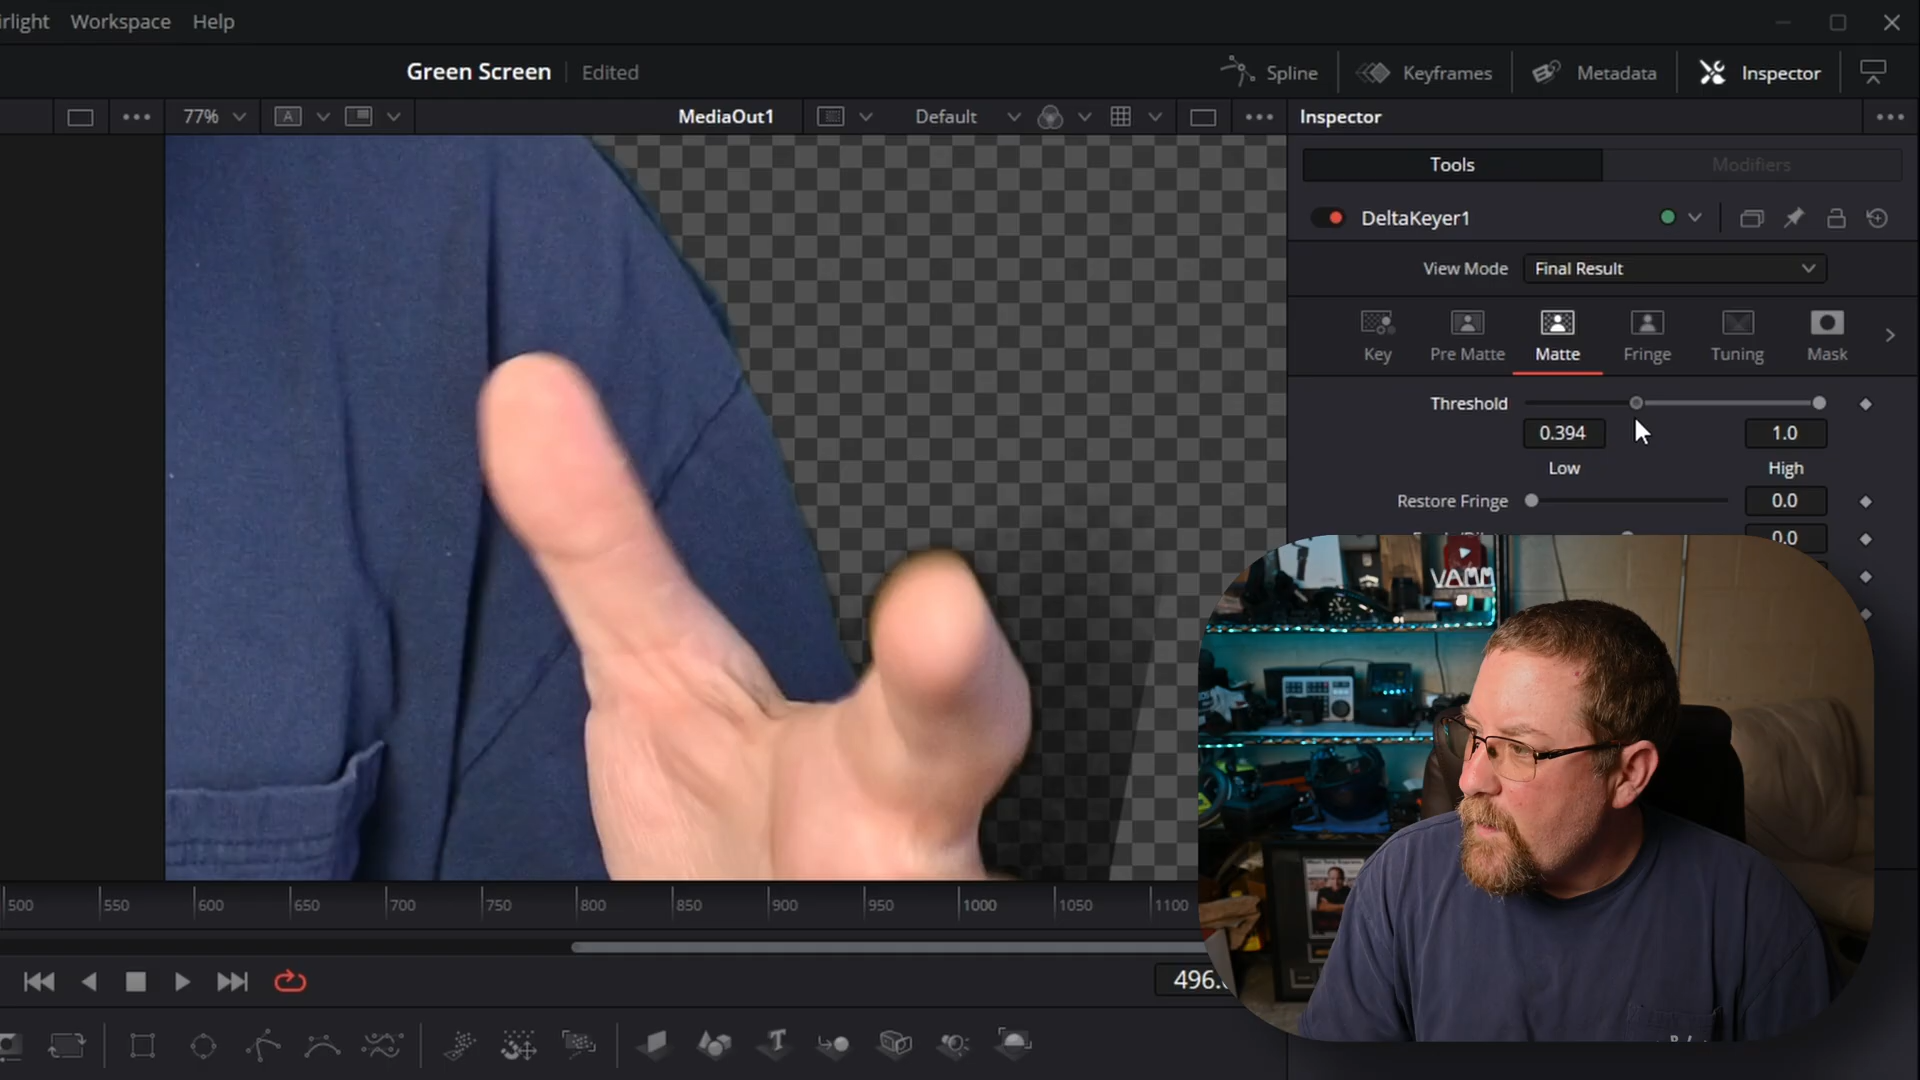 irlight Workspace Help
Green Screen Edited Spline Keyframes Metadata Inspector
77% A MediaOut1 Default Inspector
Tools Modifiers
DeltaKeyer1
View Mode Final Result
Key Pre Matte Matte Fringe Tuning Mask
Threshold
0.394 1.0
Low High
Restore Fringe 0.0
0.0
VAMM
500 550 600 650 700 750 800 850 900 950 1000 1050 1100
496.